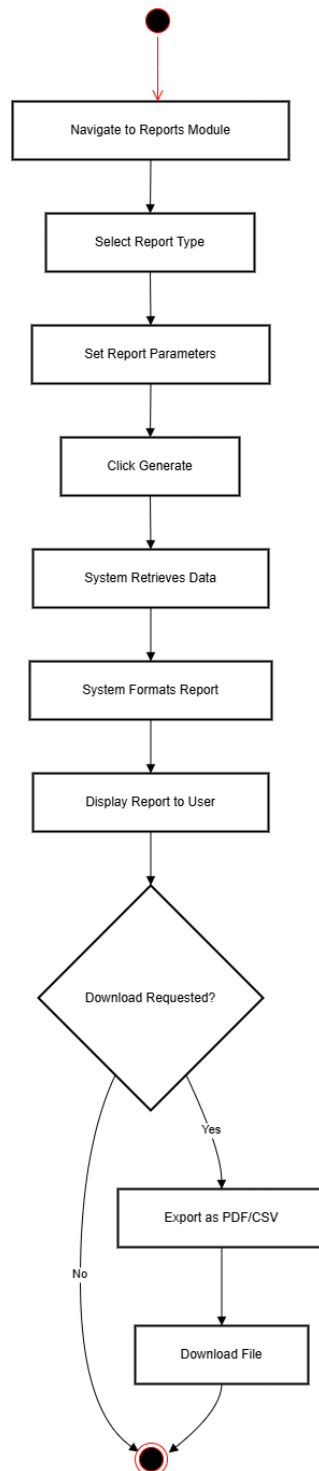 Navigate to Reports Module
Select Report Type
Set Report Parameters
Click Generate
System Retrieves Data
System Formats Report
Display Report to User
Download Requested?
Yes
Export as PDF/CSV
No
Download File